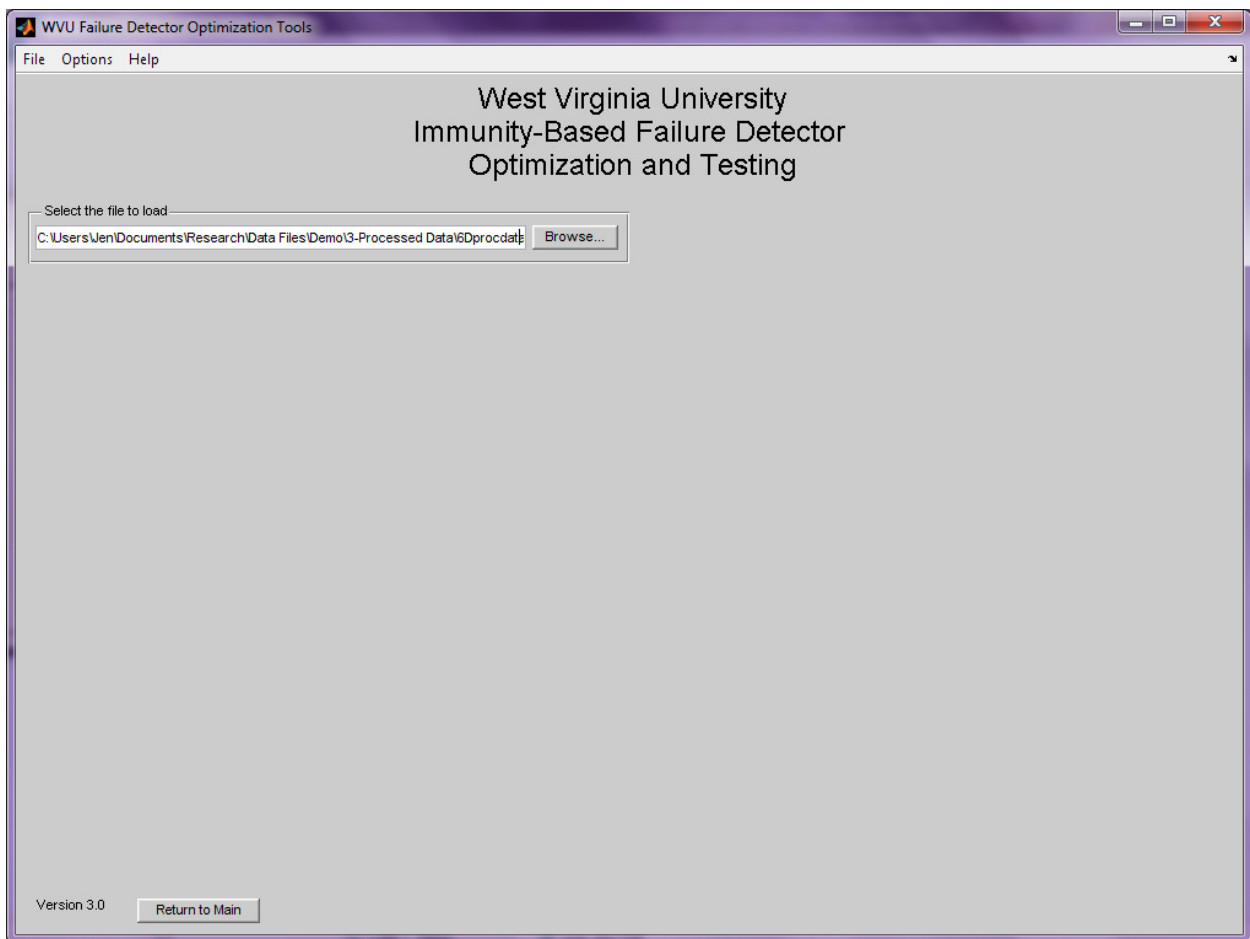 WVU Failure Detector Optimization Tools
File Options Help
West Virginia University
Immunity-Based Failure Detector
Optimization and Testing
Select the file to load
C:\Users\Jen\Documents\Research\Data Files\Demo\3-Processed Data\6Dprocdat Browse...
Version 3.0 Return to Main